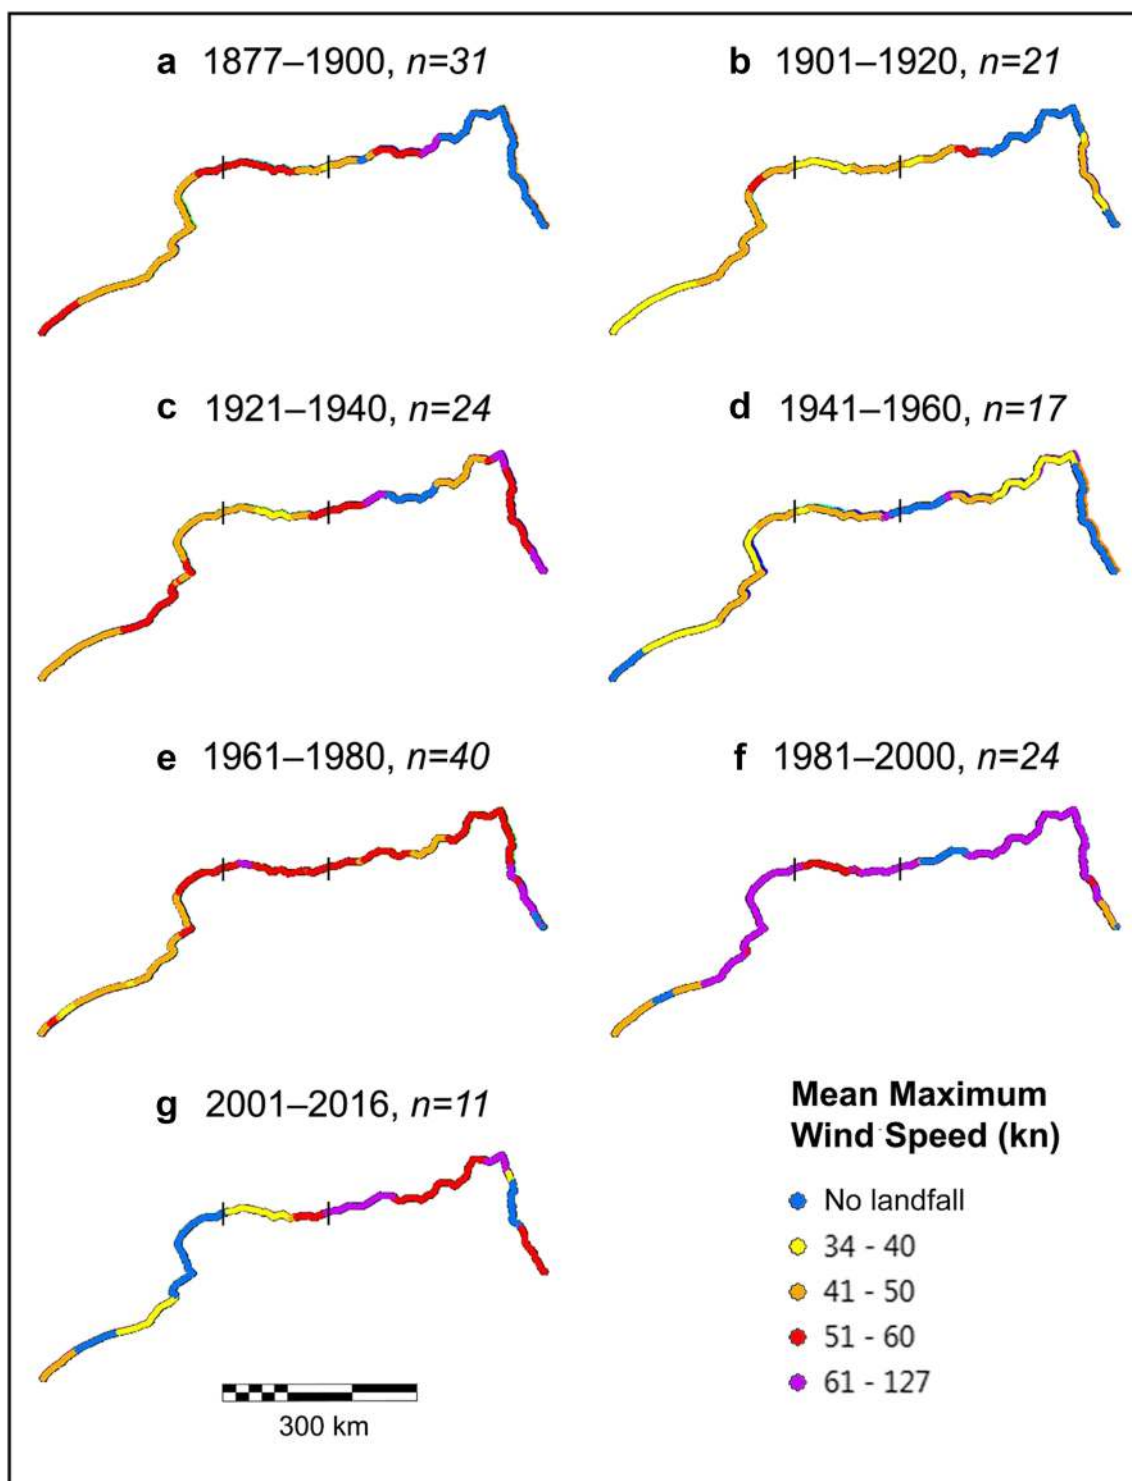 a 1877–1900, n=31
b 1901–1920, n=21
c 1921–1940, n=24
d 1941–1960, n=17
e 1961–1980, n=40
f 1981–2000, n=24
g 2001–2016, n=11
Mean Maximum
Wind Speed (kn)
No landfall
34 - 40
41 - 50
51 - 60
61 - 127
300 km